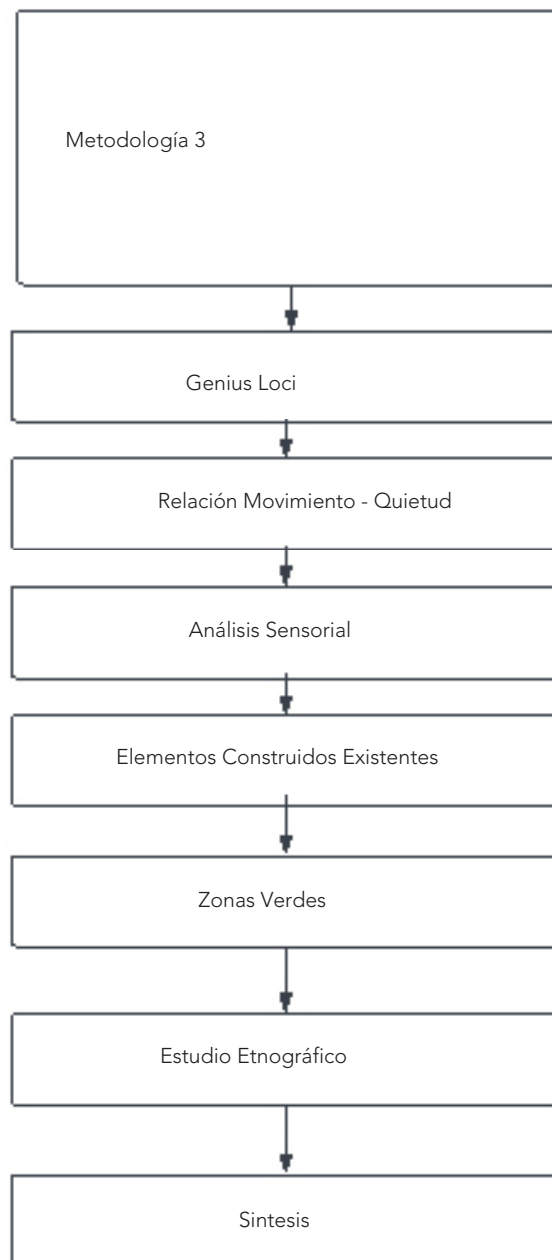 Metodología 3
Genius Loci
Relación Movimiento - Quietud
Análisis Sensorial
Elementos Construidos Existentes
Zonas Verdes
Estudio Etnográfico
Sintesis